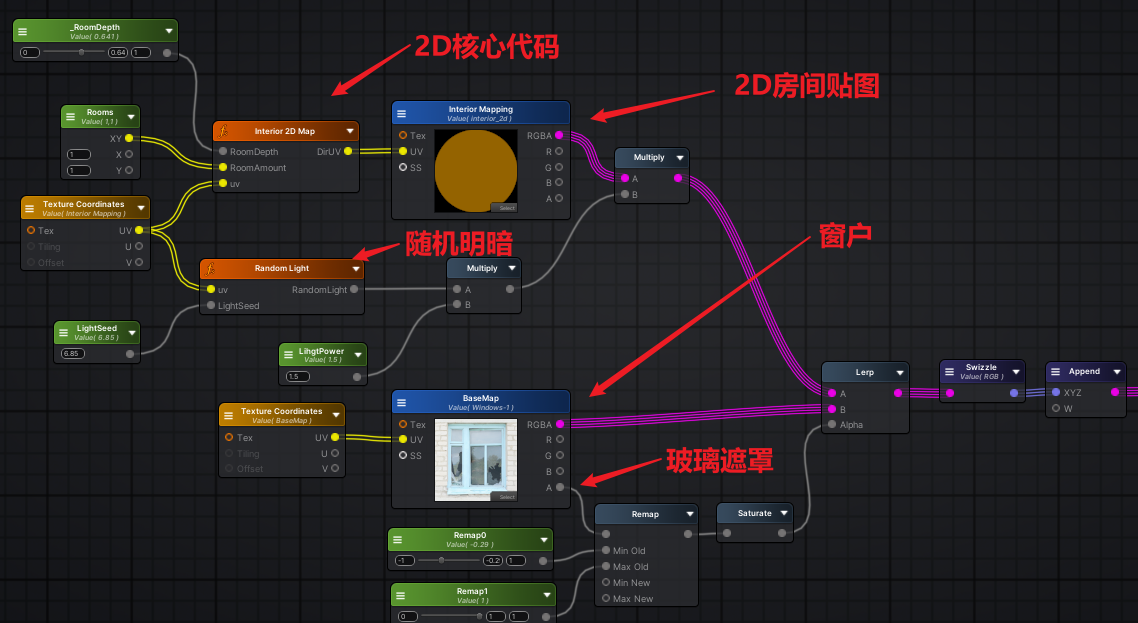 _RoomDepth
Value( 0.641 )
0
0.64
1
2D核心代码
2D房间贴图
Rooms
Value( 1,1 )
XY
1
X
1
Y
Interior 2D Map
RoomDepth
DirUV
RoomAmount
uv
Interior Mapping
Value( interior_2d )
Tex
RGBA
UV
R
SS
G
B
A
Select
Multiply
A
B
Texture Coordinates
Value( Interior Mapping )
Tex
UV
Tiling
U
Offset
V
随机明暗
窗户
Random Light
uv
RandomLight
LightSeed
Multiply
A
B
LightSeed
Value( 6.85 )
6.85
LihgtPower
Value( 1.5 )
1.5
Texture Coordinates
Value( BaseMap )
Tex
UV
Tiling
U
Offset
V
BaseMap
Value( Windows-1 )
Tex
RGBA
UV
R
SS
G
B
A
Select
玻璃遮罩
Lerp
A
B
Alpha
Swizzle
Value( RGB )
Append
XYZ
W
Remap0
Value( -0.29 )
-1
-0.2
1
Remap
Min Old
Max Old
Min New
Max New
Saturate
Remap1
Value( 1 )
0
1
1